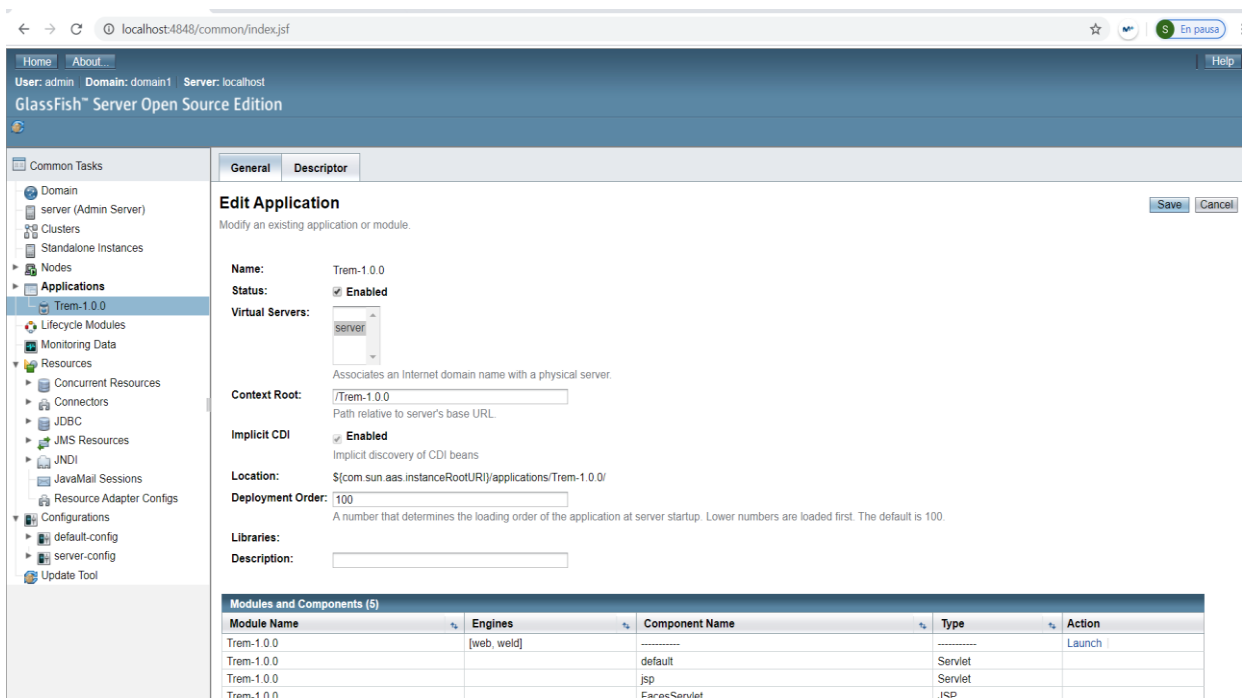 localhost:4848/common/index.jsf
S En pausa
Home About...
Help
User: admin Domain: domain1 Server: localhost
GlassFish™ Server Open Source Edition
Common Tasks
Domain
server (Admin Server)
Clusters
Standalone Instances
Nodes
Applications
Trem-1.0.0
Lifecycle Modules
Monitoring Data
Resources
Concurrent Resources
Connectors
JDBC
JMS Resources
JNDI
JavaMail Sessions
Resource Adapter Configs
Configurations
default-config
server-config
Update Tool
General Descriptor
Edit Application
Save Cancel
Modify an existing application or module.
Name: Trem-1.0.0
Status: Enabled
Virtual Servers:
server
Associates an Internet domain name with a physical server.
Context Root: /Trem-1.0.0
Path relative to server's base URL.
Implicit CDI Enabled
Implicit discovery of CDI beans
Location: ${com.sun.aas.instanceRootURI}/applications/Trem-1.0.0/
Deployment Order: 100
A number that determines the loading order of the application at server startup. Lower numbers are loaded first. The default is 100.
Libraries:
Description:
Modules and Components (5)
Module Name Engines Component Name Type Action
Trem-1.0.0 [web, weld] ----------- ----------- Launch
Trem-1.0.0 default Servlet
Trem-1.0.0 jsp Servlet
Trem-1.0.0 FacesServlet JSP